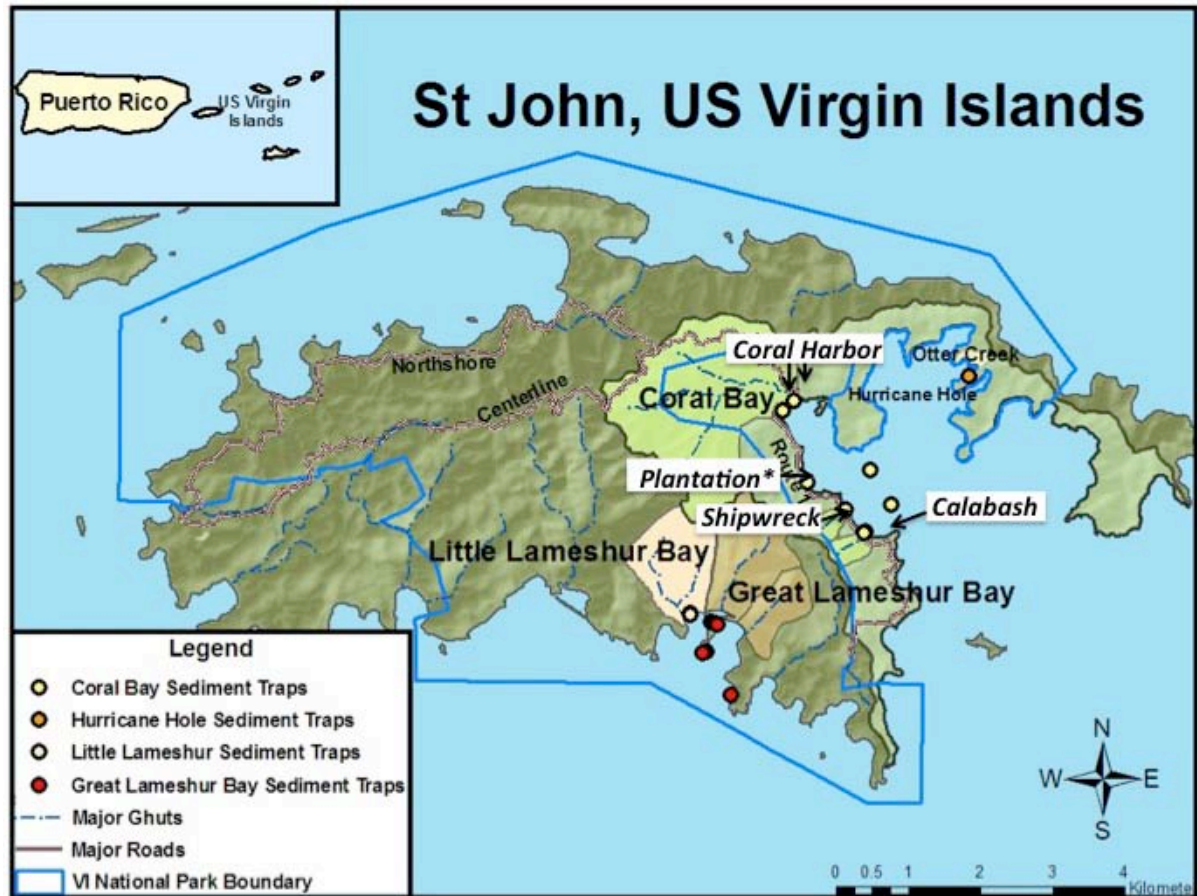 Puerto Rico
US Virgin
Islands
St John, US Virgin Islands
Northshore
Centerline
Coral Harbor
Otter Creek
Hurricane Hole
Coral Bay
Route 1
Plantation*
Shipwreck
Calabash
Little Lameshur Bay
Great Lameshur Bay
Legend
Coral Bay Sediment Traps
Hurricane Hole Sediment Traps
Little Lameshur Sediment Traps
Great Lameshur Bay Sediment Traps
Major Ghuts
Major Roads
VI National Park Boundary
N
W
E
S
0 0.5 1 2 3 4
Kilomete